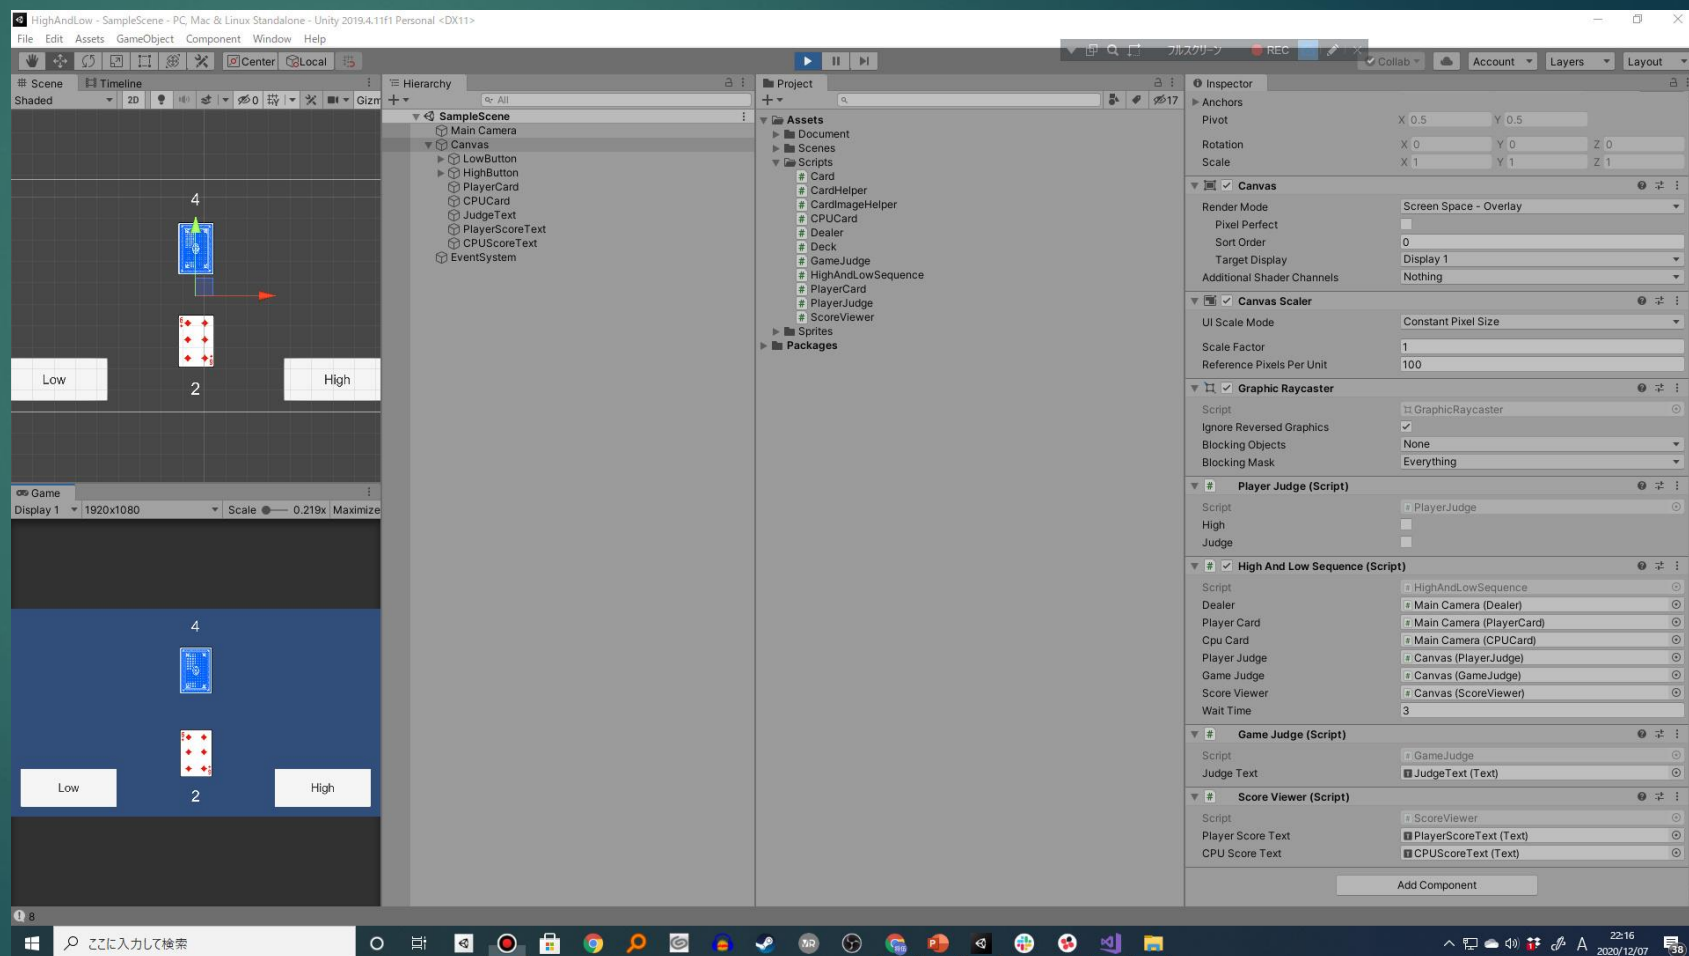 HighAndLow - SampleScene - PC, Mac & Linux Standalone - Unity 2019.4.11f1 Personal <DX11>
File Edit Assets GameObject Component Window Help
フルスクリーン REC
Center Local Collab Account Layers Layout
Scene Timeline
Shaded 2D 0 Gizm
4
Low
2
High
Game
Display 1 1920x1080 Scale 0.219x Maximize
4
Low
2
High
Hierarchy
All
SampleScene
Main Camera
Canvas
LowButton
HighButton
PlayerCard
CPUCard
JudgeText
PlayerScoreText
CPUScoreText
EventSystem
Project
17
Assets
Document
Scenes
Scripts
Card
CardHelper
CardImageHelper
CPUCard
Dealer
Deck
GameJudge
HighAndLowSequence
PlayerCard
PlayerJudge
ScoreViewer
Sprites
Packages
Inspector
Anchors
Pivot X 0.5 Y 0.5
Rotation X 0 Y 0 Z 0
Scale X 1 Y 1 Z 1
Canvas
Render Mode Screen Space - Overlay
Pixel Perfect
Sort Order 0
Target Display Display 1
Additional Shader Channels Nothing
Canvas Scaler
UI Scale Mode Constant Pixel Size
Scale Factor 1
Reference Pixels Per Unit 100
Graphic Raycaster
Script GraphicRaycaster
Ignore Reversed Graphics
Blocking Objects None
Blocking Mask Everything
Player Judge (Script)
Script PlayerJudge
High
Judge
High And Low Sequence (Script)
Script HighAndLowSequence
Dealer Main Camera (Dealer)
Player Card Main Camera (PlayerCard)
Cpu Card Main Camera (CPUCard)
Player Judge Canvas (PlayerJudge)
Game Judge Canvas (GameJudge)
Score Viewer Canvas (ScoreViewer)
Wait Time 3
Game Judge (Script)
Script GameJudge
Judge Text JudgeText (Text)
Score Viewer (Script)
Script ScoreViewer
Player Score Text PlayerScoreText (Text)
CPU Score Text CPUScoreText (Text)
Add Component
8
ここに入力して検索
A 22:16
2020/12/07
38